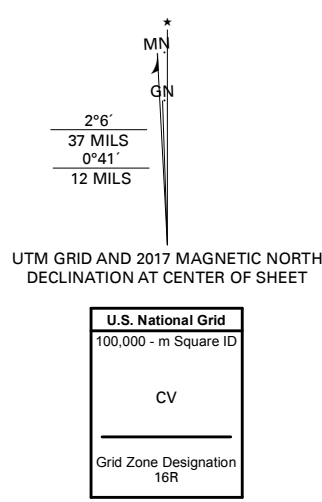 MN
GN
2°6´
37 MILS
0°41´
12 MILS
UTM GRID AND 2017 MAGNETIC NORTH
DECLINATION AT CENTER OF SHEET
U.S. National Grid
100,000 - m Square ID
CV
Grid Zone Designation
16R